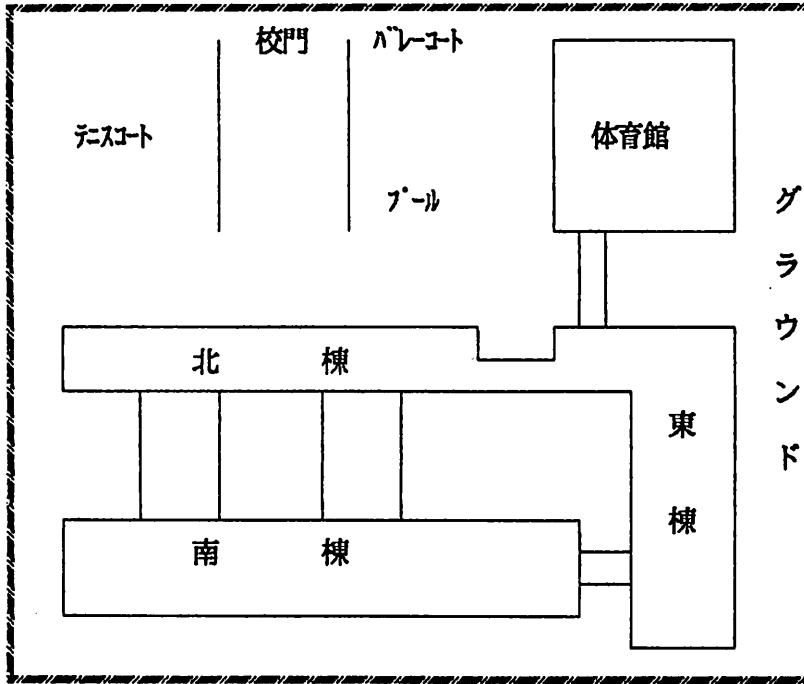 校門
バレーコート
テニスコート
体育館
プール
グラウンド
北棟
東棟
南棟